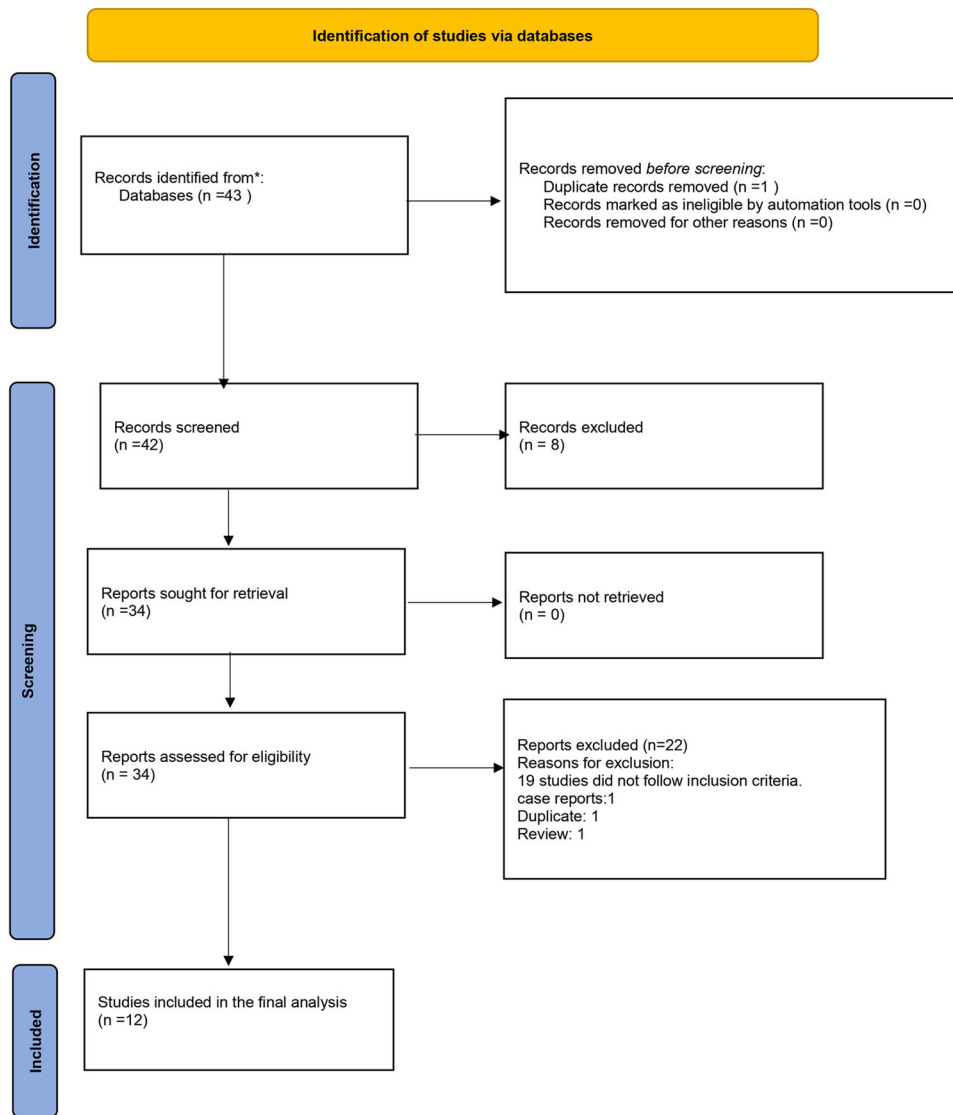 Identification of studies via databases
Identification
Records identified from*:
Databases (n =43 )
Records removed before screening:
Duplicate records removed (n =1 )
Records marked as ineligible by automation tools (n =0)
Records removed for other reasons (n =0)
Screening
Records screened
(n =42)
Records excluded
(n = 8)
Reports sought for retrieval
(n =34)
Reports not retrieved
(n = 0)
Reports assessed for eligibility
(n = 34)
Reports excluded (n=22)
Reasons for exclusion:
19 studies did not follow inclusion criteria.
case reports:1
Duplicate: 1
Review: 1
Included
Studies included in the final analysis
(n =12)